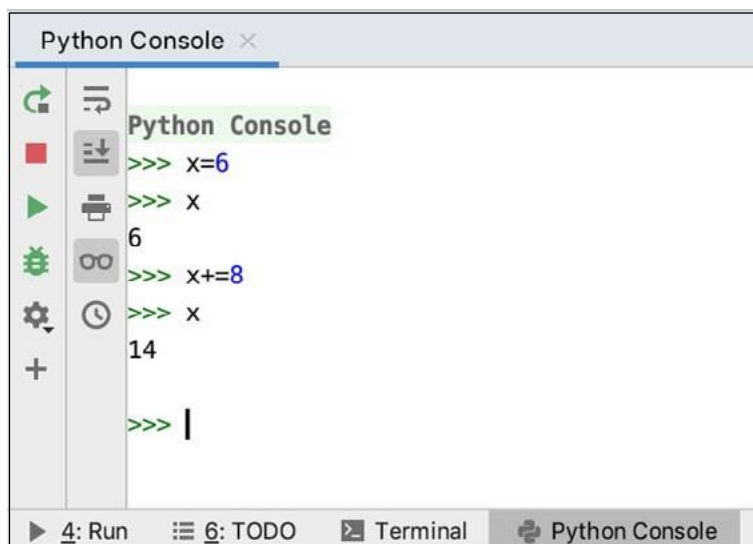 Python Console
Python Console
>>> x=6
>>> x
6
>>> x+=8
>>> x
14
>>>
4: Run 6: TODO Terminal Python Console